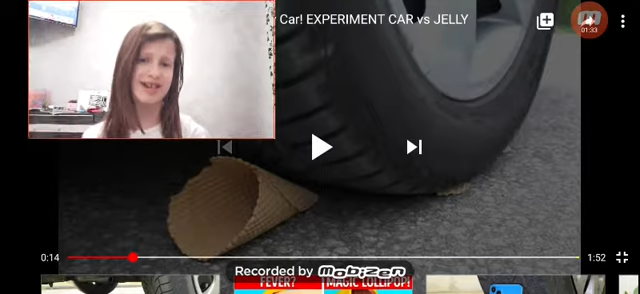 Car! EXPERIMENT CAR vs JELLY
01:33
0:14
1:52
Recorded by Mobizen
FEVER? MAGIC LOLLIPOP!